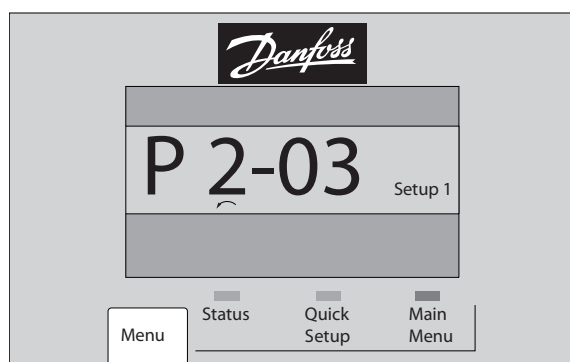 Danfoss
P 2-03
Setup 1
Menu
Status
Quick
Setup
Main
Menu